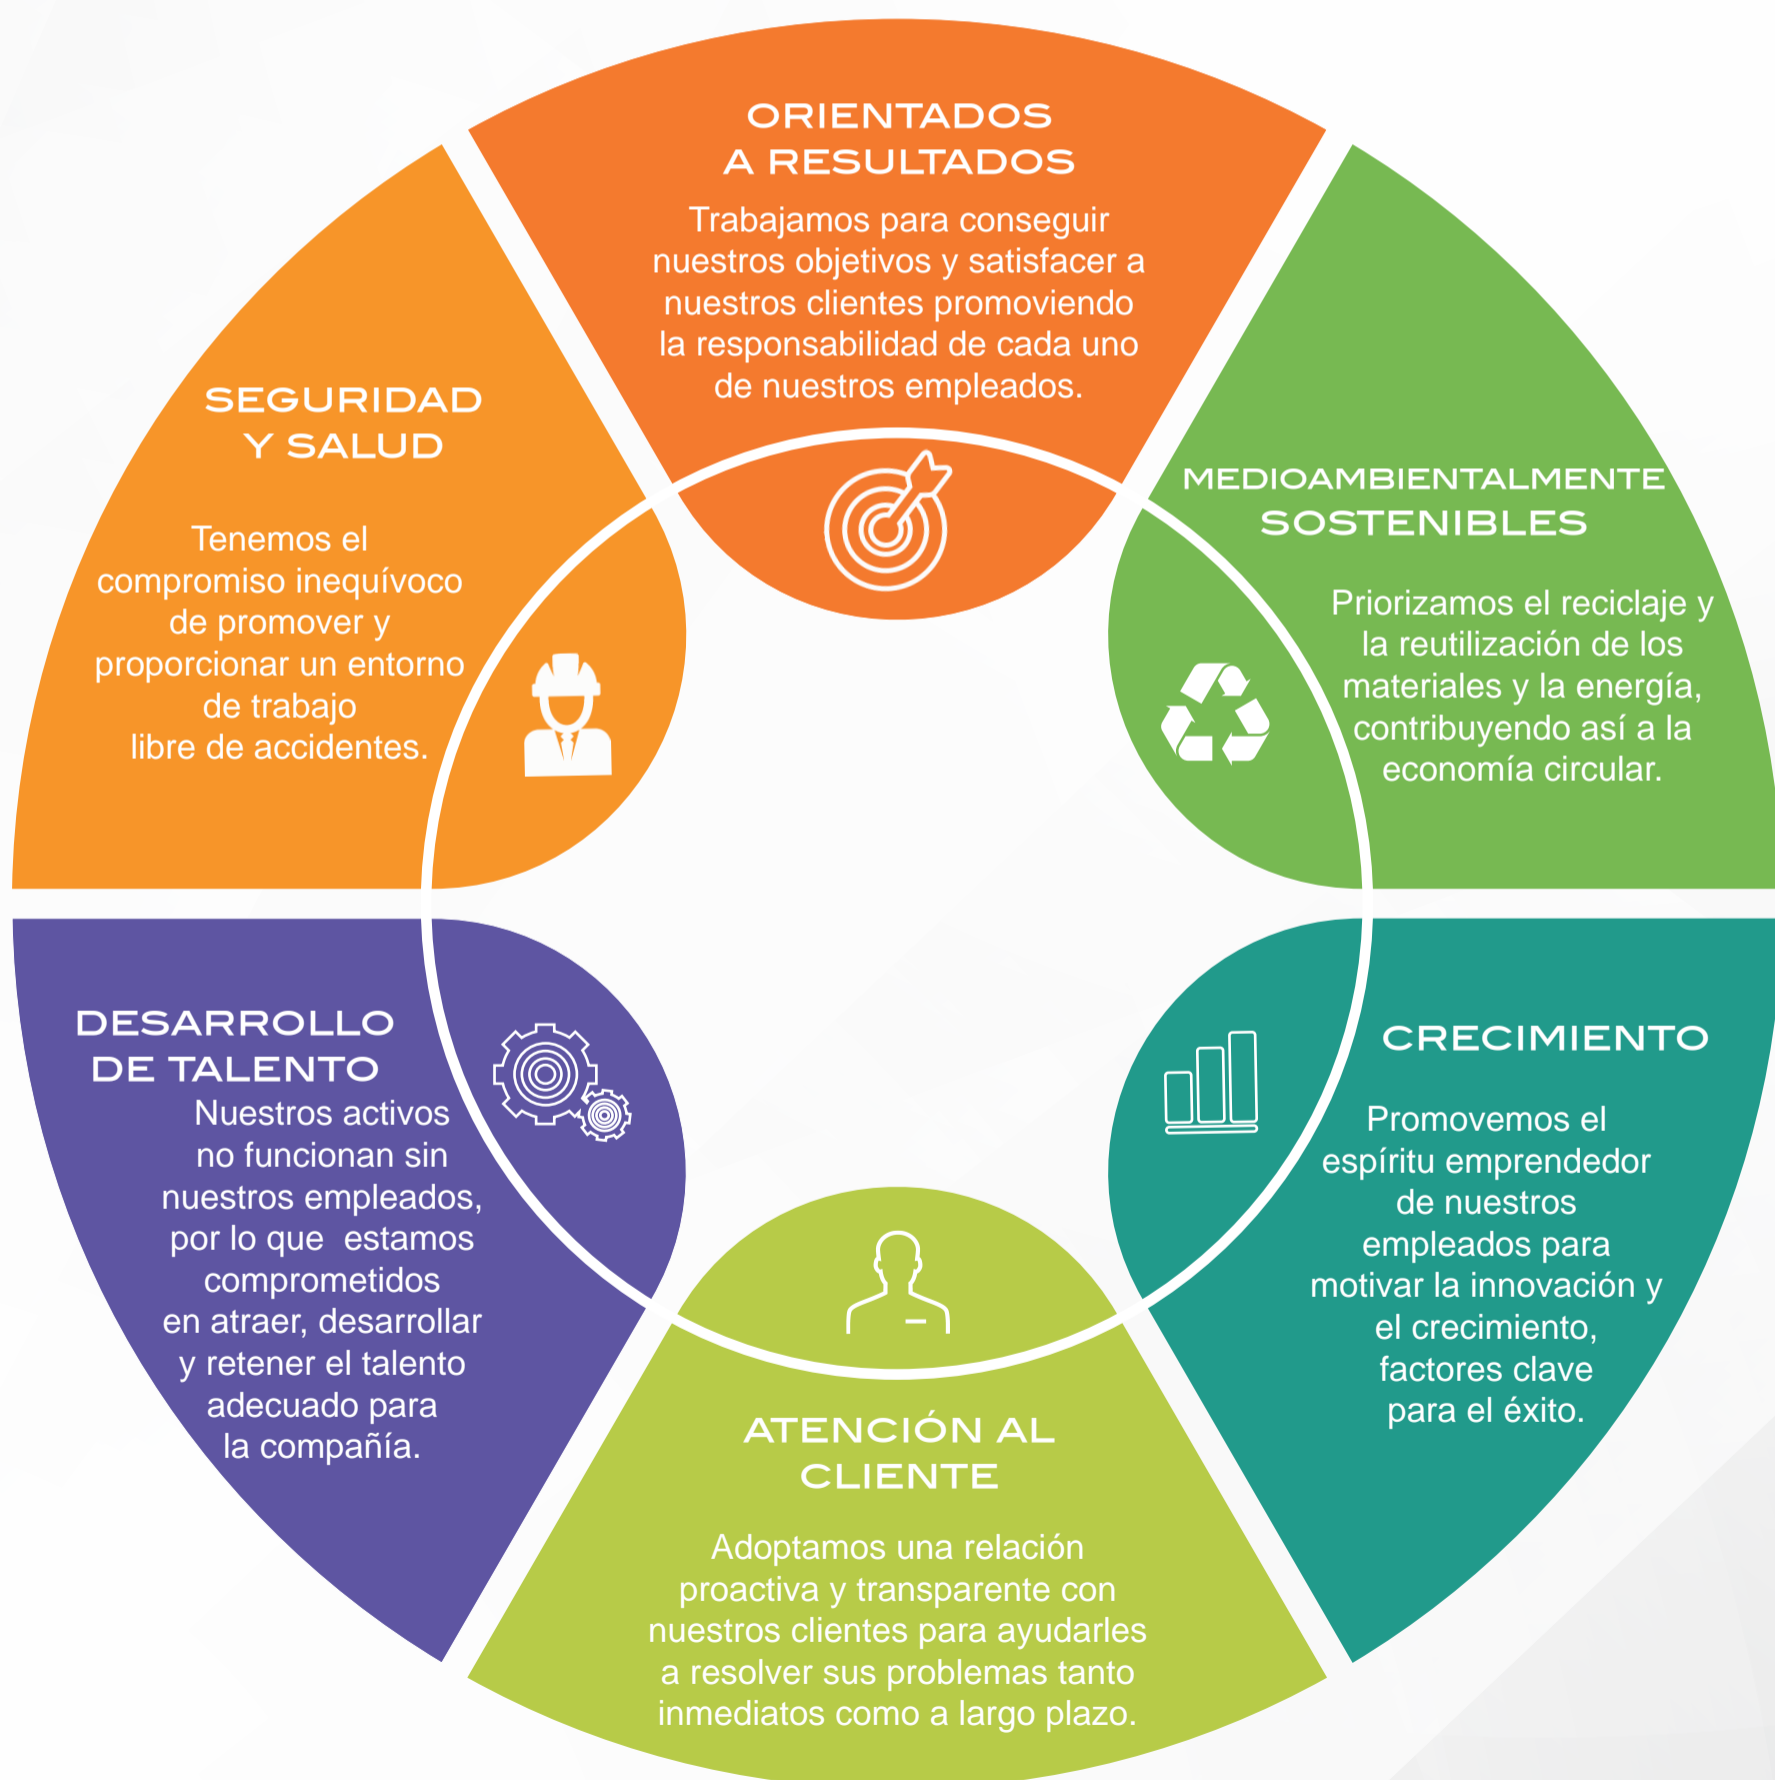 ORIENTADOS
A RESULTADOS
Trabajamos para conseguir
nuestros objetivos y satisfacer a
nuestros clientes promoviendo
la responsabilidad de cada uno
de nuestros empleados.
MEDIOAMBIENTALMENTE
SOSTENIBLES
Priorizamos el reciclaje y
la reutilización de los
materiales y la energía,
contribuyendo así a la
economía circular.
CRECIMIENTO
Promovemos el
espíritu emprendedor
de nuestros
empleados para
motivar la innovación y
el crecimiento,
factores clave
para el éxito.
ATENCIÓN AL
CLIENTE
Adoptamos una relación
proactiva y transparente con
nuestros clientes para ayudarles
a resolver sus problemas tanto
inmediatos como a largo plazo.
DESARROLLO
DE TALENTO
Nuestros activos
no funcionan sin
nuestros empleados,
por lo que  estamos
comprometidos
en atraer, desarrollar
y retener el talento
adecuado para
la compañía.
SEGURIDAD
Y SALUD
Tenemos el
compromiso inequívoco
de promover y
proporcionar un entorno
de trabajo
libre de accidentes.